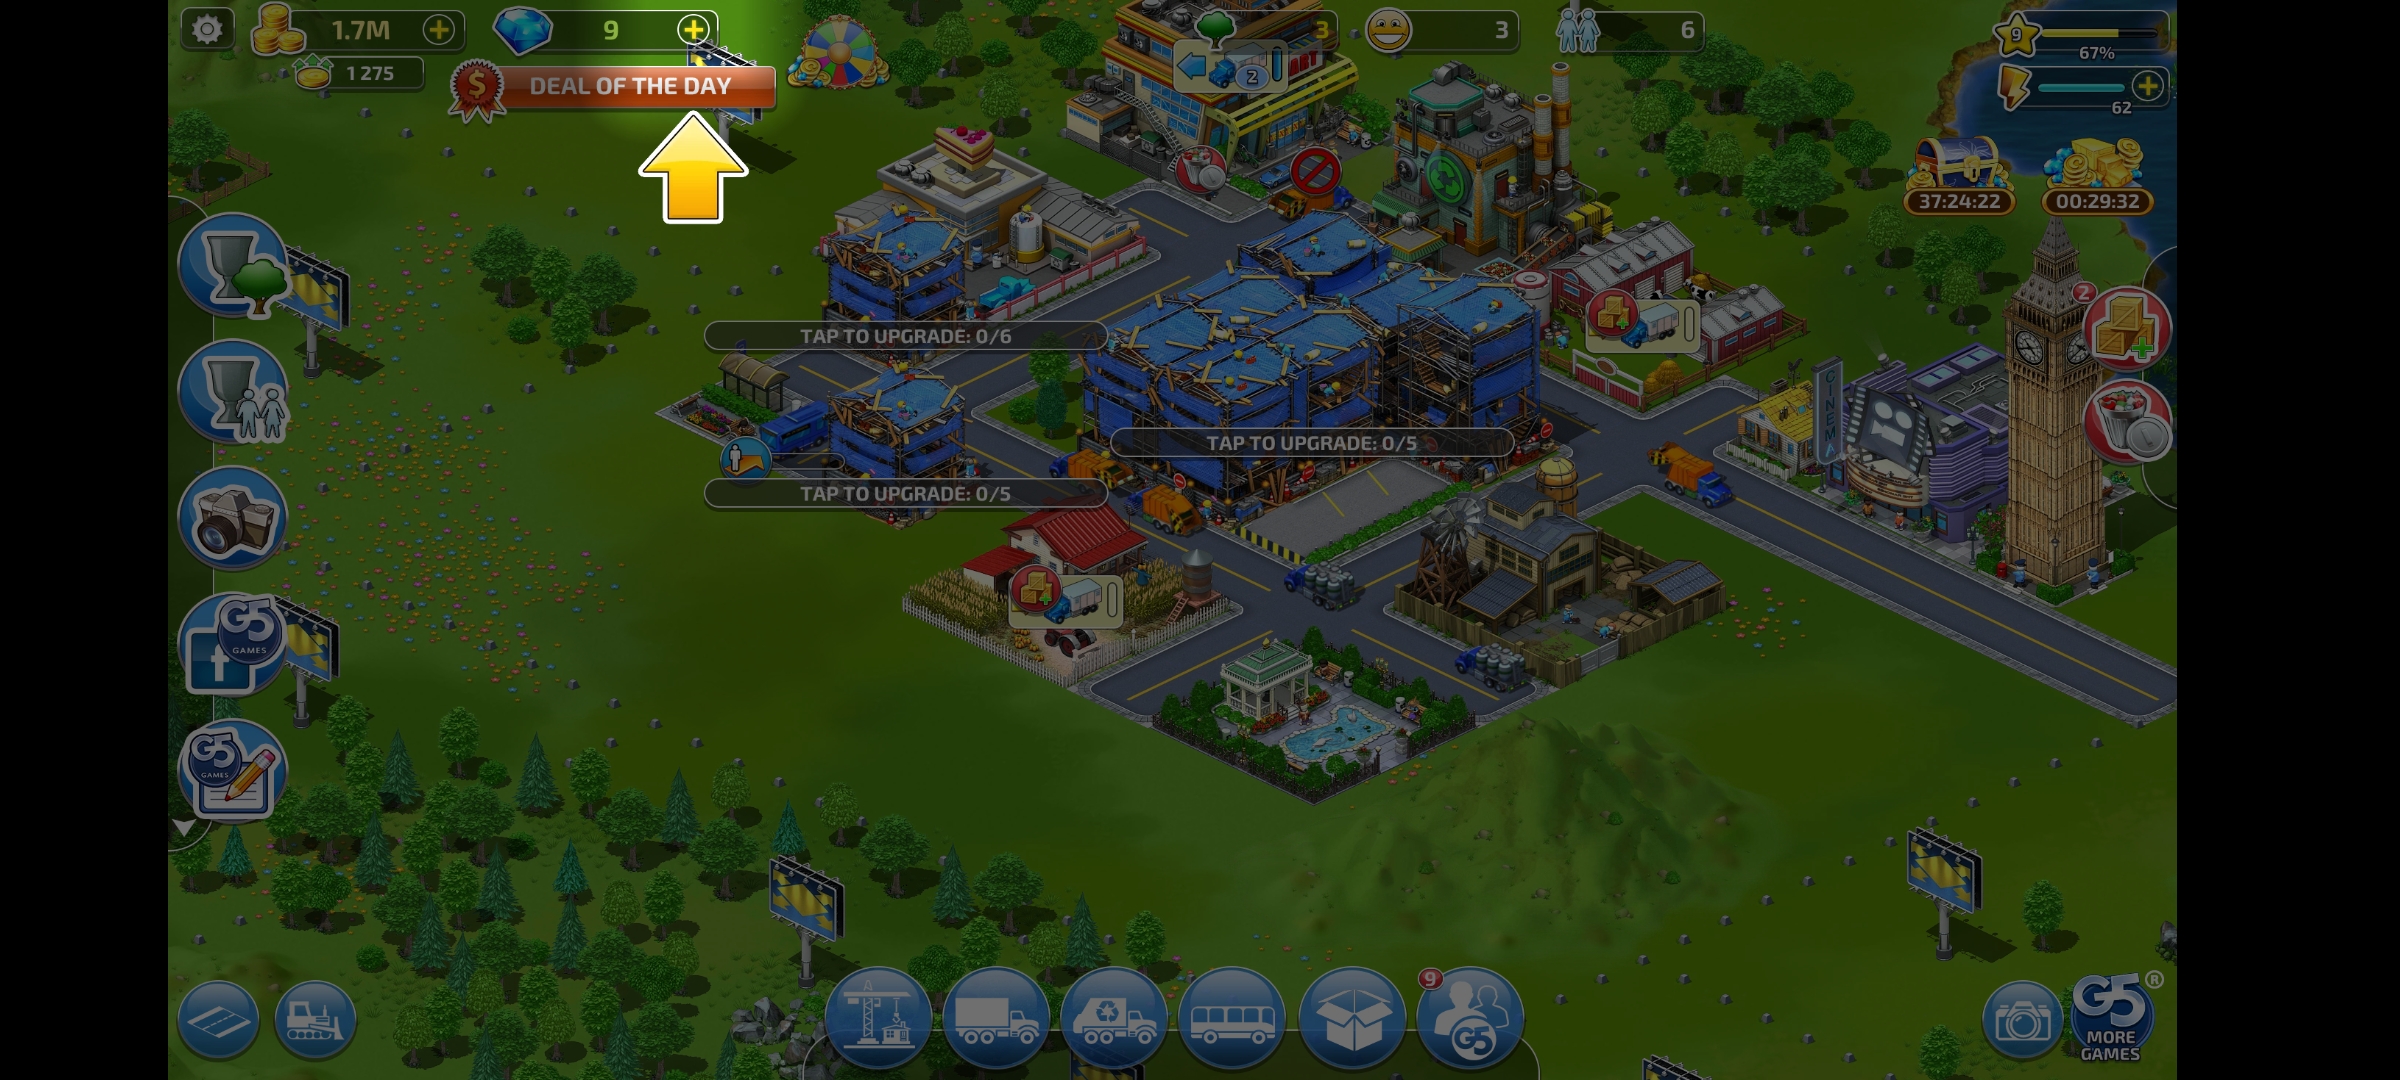 1.7M
9
3
3
6
9
67%
1 275
DEAL OF THE DAY
2
ART
62
37:24:22
00:29:32
TAP TO UPGRADE: 0/6
2
CINEMA
TAP TO UPGRADE: 0/5
TAP TO UPGRADE: 0/5
G5
GAMES
f
G5
GAMES
A
9
G5
G5®
MORE
GAMES